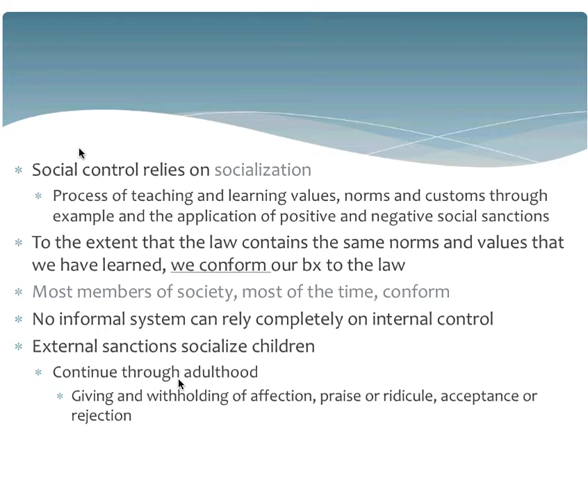 * Social control relies on socialization
* Process of teaching and learning values, norms and customs through
example and the application of positive and negative social sanctions
* To the extent that the law contains the same norms and values that
we have learned, we conform our bx to the law
* Most members of society, most of the time, conform
* No informal system can rely completely on internal control
* External sanctions socialize children
* Continue through adulthood
* Giving and withholding of affection, praise or ridicule, acceptance or
rejection